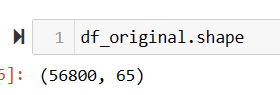 1 df_original.shape
]: (56800, 65)